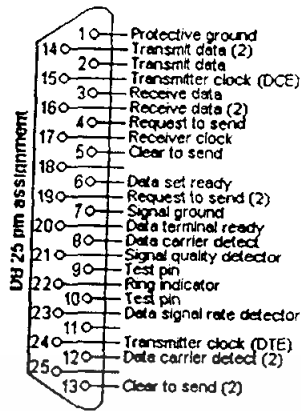 1 Protective ground
14 Transmit data (2)
2 Transmit data
15 Transmitter clock (DCE)
3 Receive data
16 Receive data (2)
4 Request to send
17 Receiver clock
5 Clear to send
18
6 Data set ready
19 Request to send (2)
7 Signal ground
20 Data terminal ready
8 Data carrier detect
21 Signal quality detector
9 Test pin
22 Ring indicator
10 Test pin
23 Data signal rate detector
11
24 Transmitter clock (DTE)
12 Data carrier detect (2)
25
13 Clear to send (2)
DB 25 pin assignment